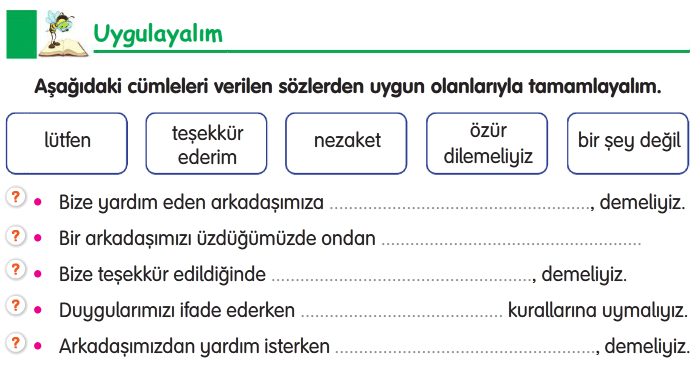 Uygulayalım
Aşağıdaki cümleleri verilen sözlerden uygun olanlarıyla tamamlayalım.
lütfen
teşekkür
ederim
nezaket
özür
dilemeliyiz
bir şey değil
? • Bize yardım eden arkadaşımıza ................................................, demeliyiz.
? • Bir arkadaşımızı üzdüğümüzde ondan ................................................
? • Bize teşekkür edildiğinde ................................................, demeliyiz.
? • Duygularımızı ifade ederken ..................................... kurallarına uymalıyız.
? • Arkadaşımızdan yardım isterken ................................................, demeliyiz.